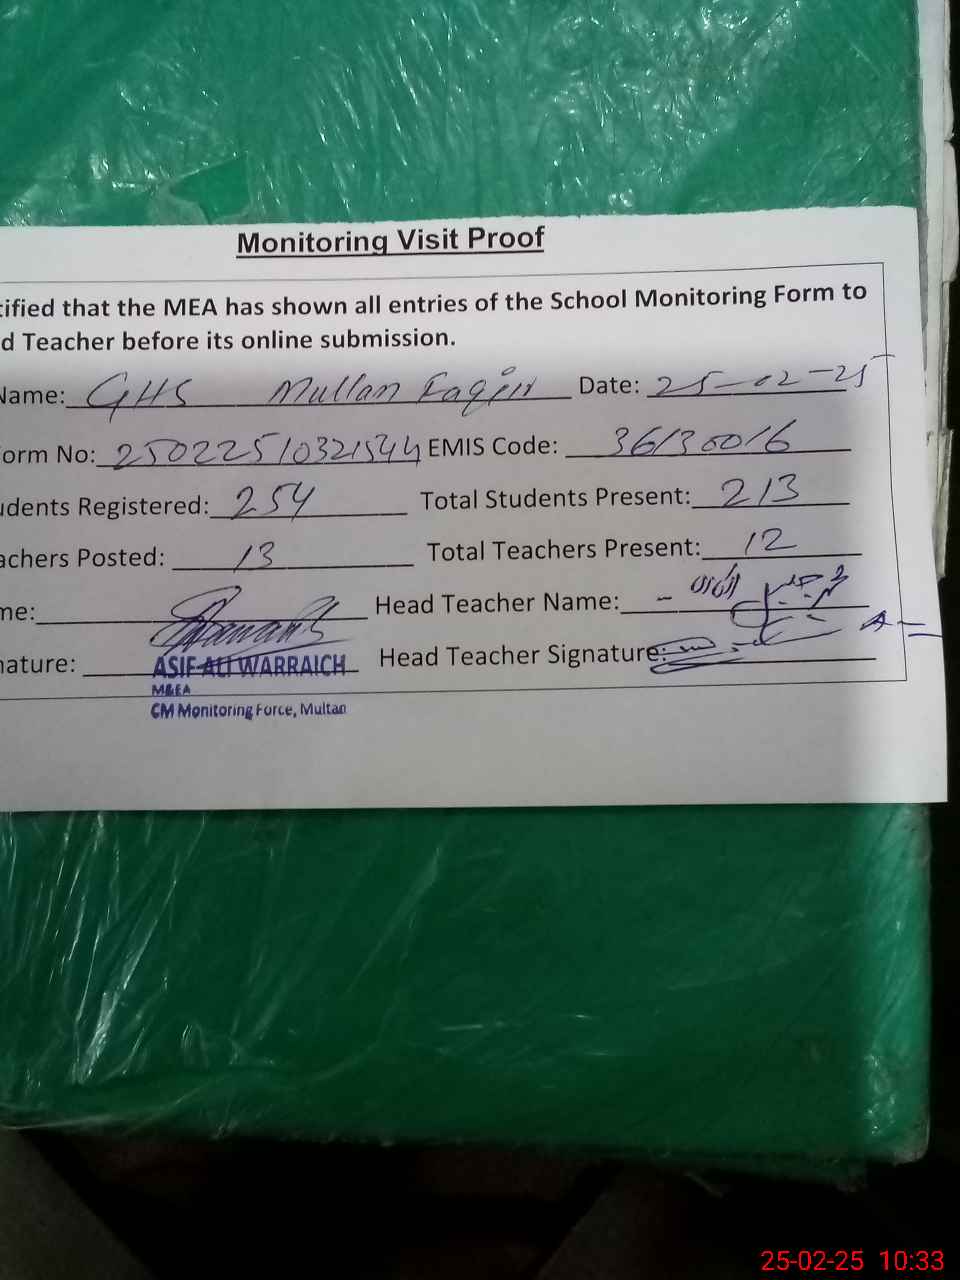 Monitoring Visit Proof
tified that the MEA has shown all entries of the School Monitoring Form to
d Teacher before its online submission.
Name: GHS Mullan Faqir Date: 25-02-25
orm No: 25022510321544 EMIS Code: 36130016
udents Registered: 254 Total Students Present: 213
achers Posted: 13 Total Teachers Present: 12
me: Head Teacher Name:
nature: ASIF ALI WARRAICH Head Teacher Signature:
M&EA
CM Monitoring Force, Multan
25-02-25 10:33